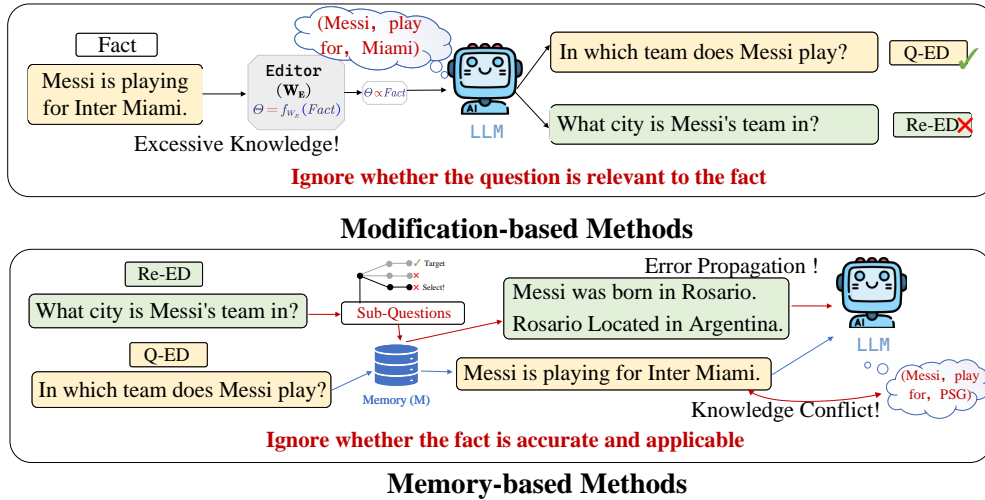 Fact
Messi is playing
for Inter Miami.
Editor
(W_E)
Θ = f_{W_E}(Fact)
Excessive Knowledge!
Θ∝Fact
(Messi, play
for, Miami)
AI
LLM
In which team does Messi play?
Q-ED
What city is Messi's team in?
Re-ED
Ignore whether the question is relevant to the fact
Modification-based Methods
Re-ED
What city is Messi's team in?
Target
Select!
Sub-Questions
Q-ED
In which team does Messi play?
Memory (M)
Error Propagation !
Messi was born in Rosario.
Rosario Located in Argentina.
Messi is playing for Inter Miami.
AI
LLM
(Messi, play
for, PSG)
Knowledge Conflict!
Ignore whether the fact is accurate and applicable
Memory-based Methods